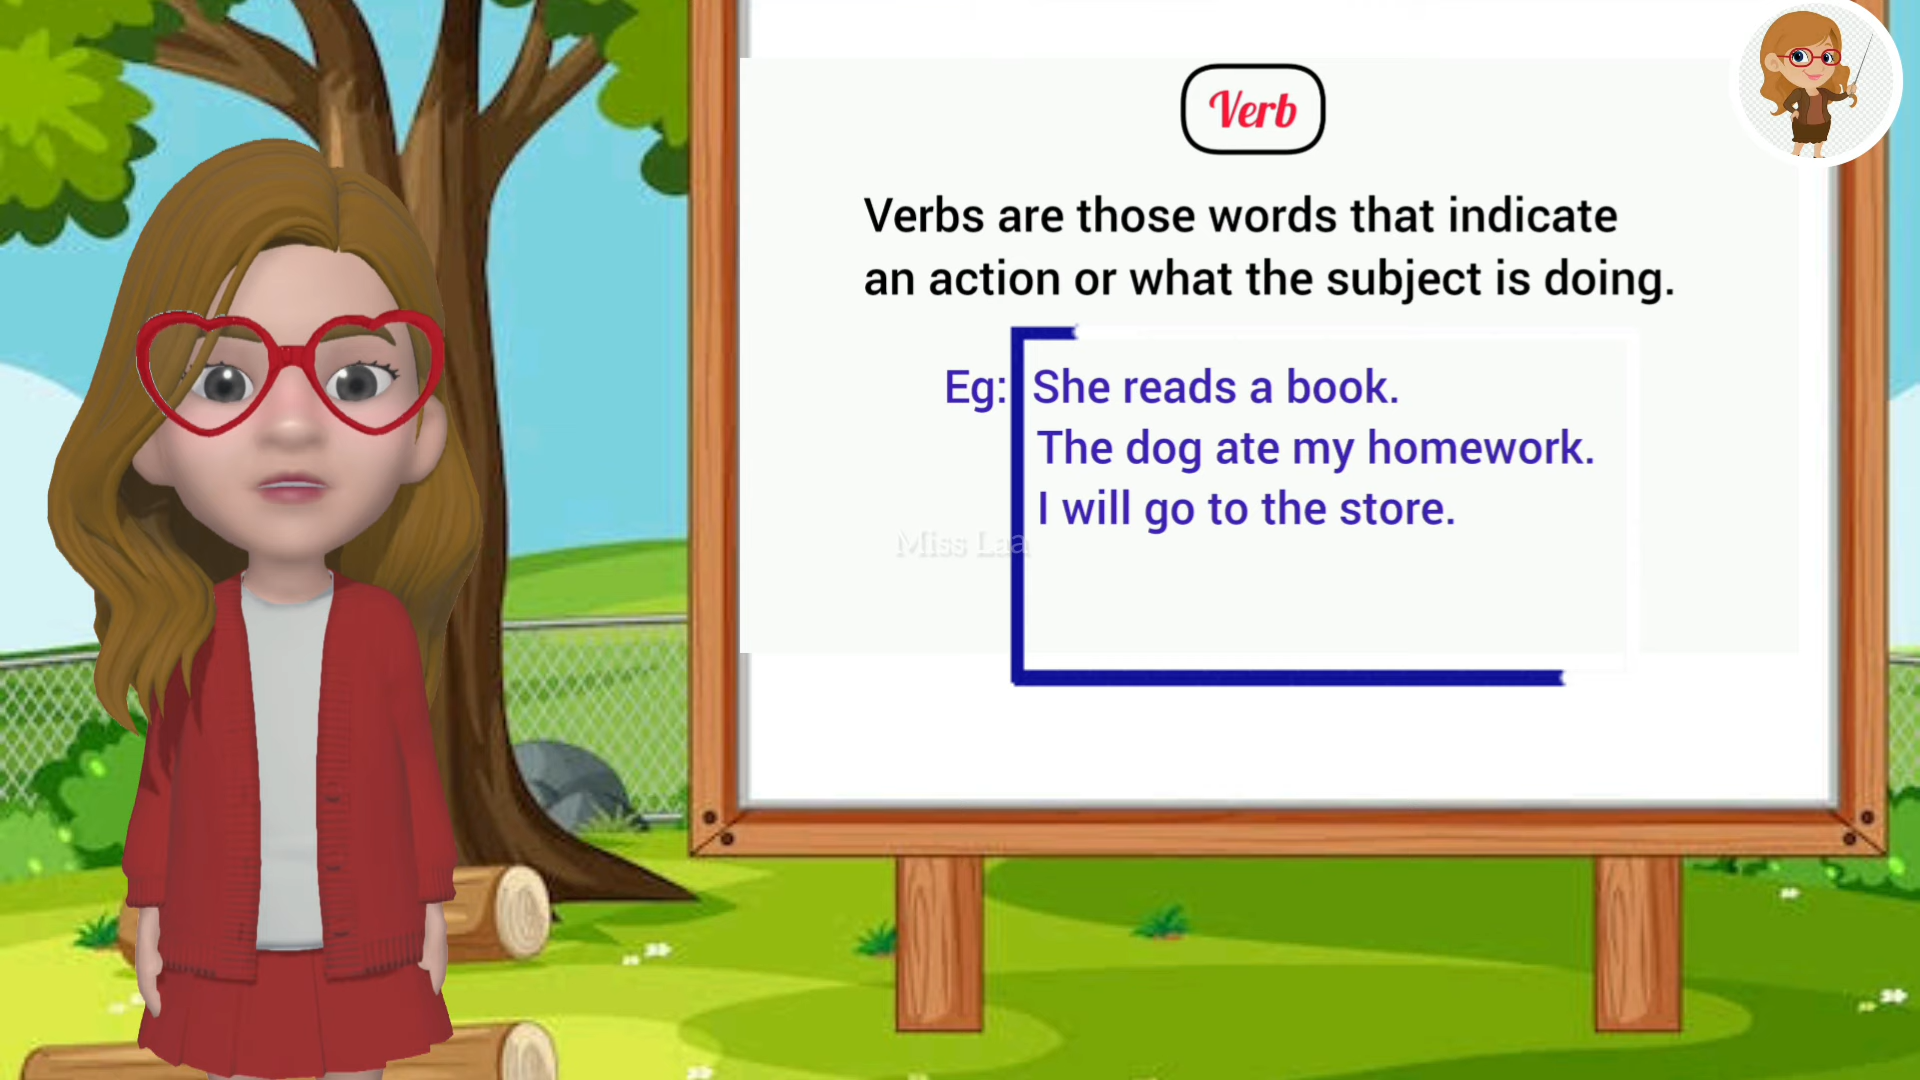 Verb
Verbs are those words that indicate
an action or what the subject is doing.
Eg: She reads a book.
The dog ate my homework.
I will go to the store.
Miss Laa